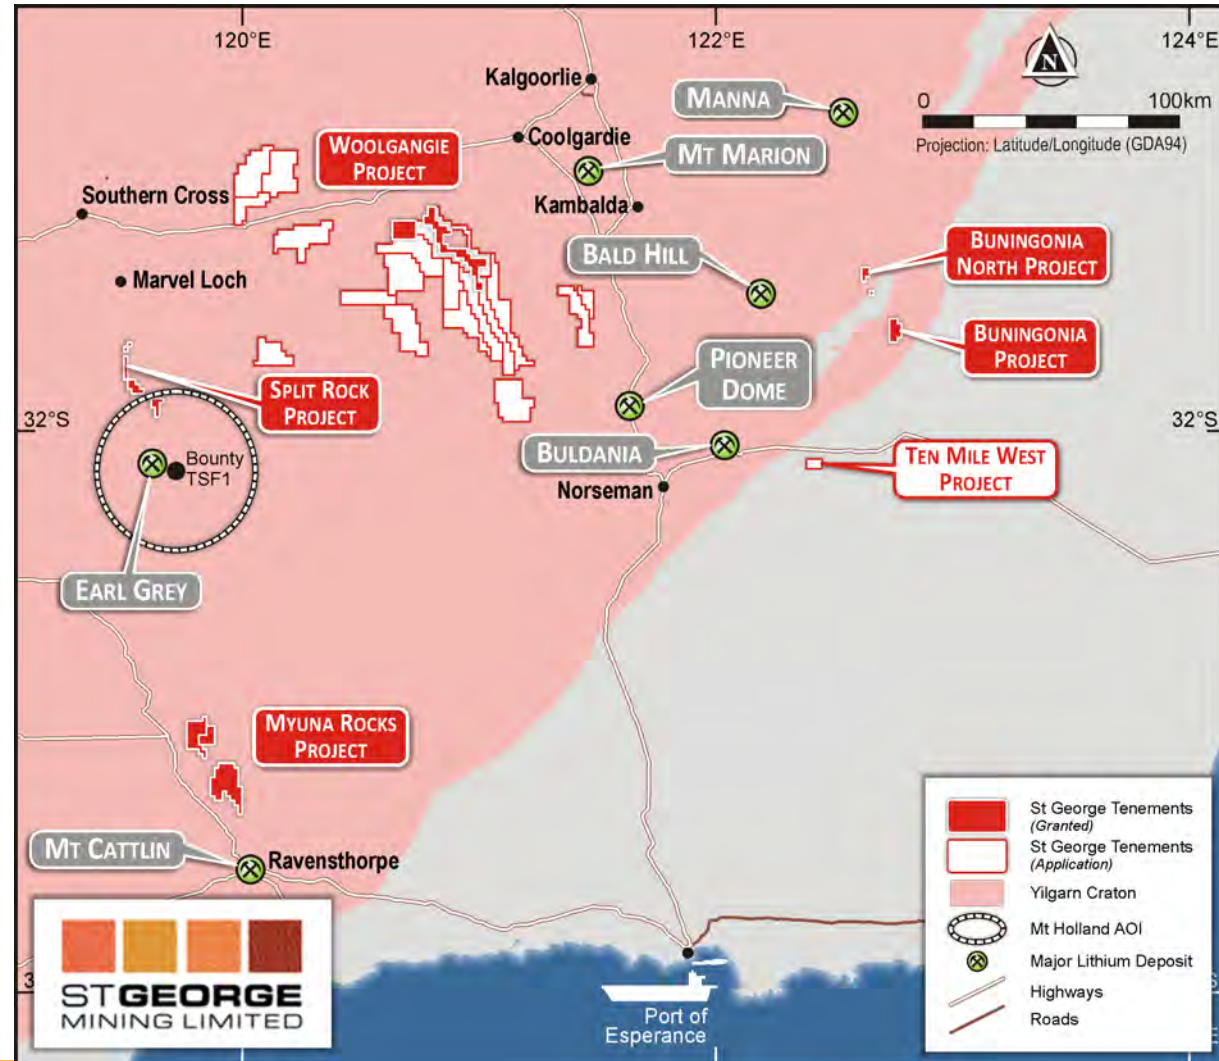 120°E
122°E
124°E
KALGOORLIE
COOLGARDIE
MANNA
N
0
100km
Projection: Latitude/Longitude (GDA94)
WOOLGANGIE
PROJECT
MT MARION
Southern Cross
Kambalda
BALD HILL
BUNINGONIA
NORTH PROJECT
Marvel Loch
BUNINGONIA
PROJECT
PIONEER
DOME
SPLIT ROCK
PROJECT
32°S
32°S
Bounty
TSF1
BULDANIA
TEN MILE WEST
PROJECT
Norseman
EARL GREY
MYUNA ROCKS
PROJECT
MT CATTLIN
Ravensthorpe
St George Tenements
(Granted)
St George Tenements
(Application)
Yilgarn Craton
Mt Holland AOI
Major Lithium Deposit
Highways
Roads
STGEORGE
MINING LIMITED
Port of
Esperance